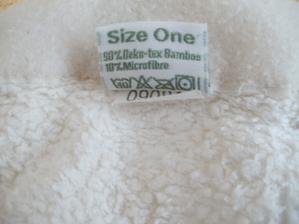 Size One
90% Oeko-tex Bamboo
10% Microfibre